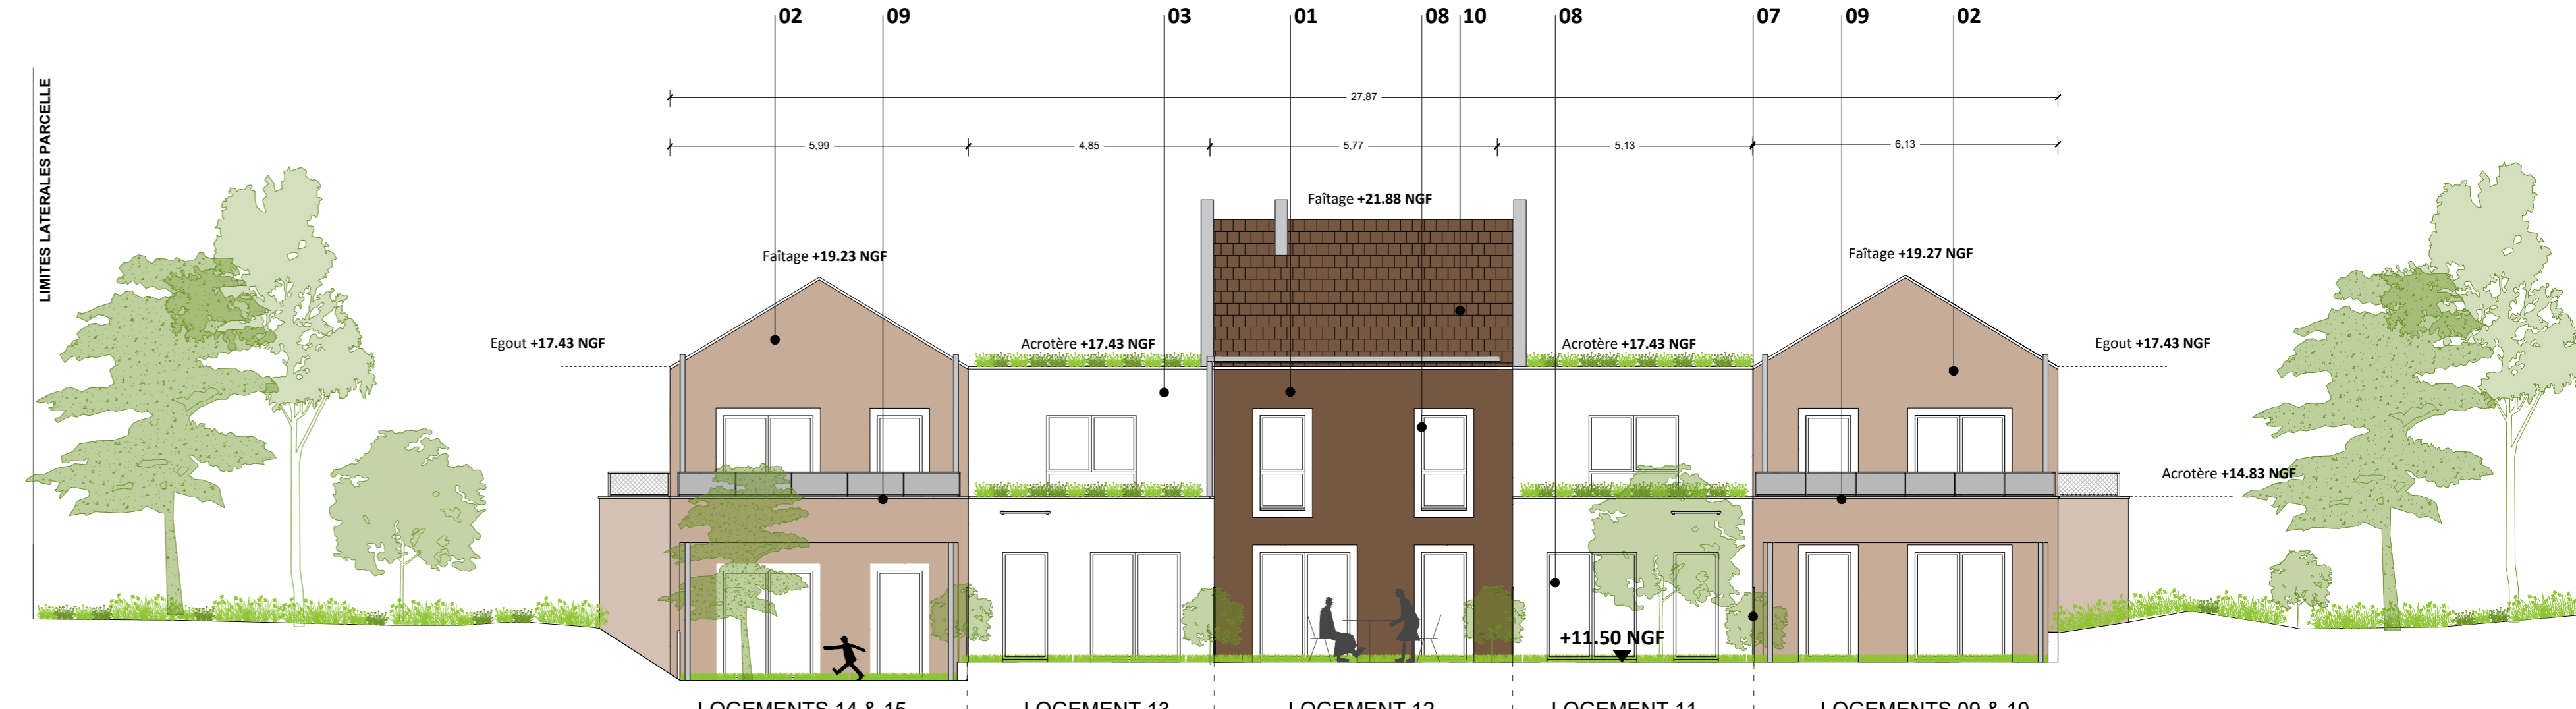 02 09 03 01 08 10 08 07 09 02
LIMITES LATERALES PARCELLE
27,87
5,99 4,85 5,77 5,13 6,13
Faîtage +21.88 NGF
Faîtage +19.23 NGF
Faîtage +19.27 NGF
Egout +17.43 NGF
Acrotère +17.43 NGF
Acrotère +17.43 NGF
Egout +17.43 NGF
Acrotère +14.83 NGF
+11.50 NGF
LOGEMENTS 14 & 15 LOGEMENT 13 LOGEMENT 12 LOGEMENT 11 LOGEMENTS 09 & 10